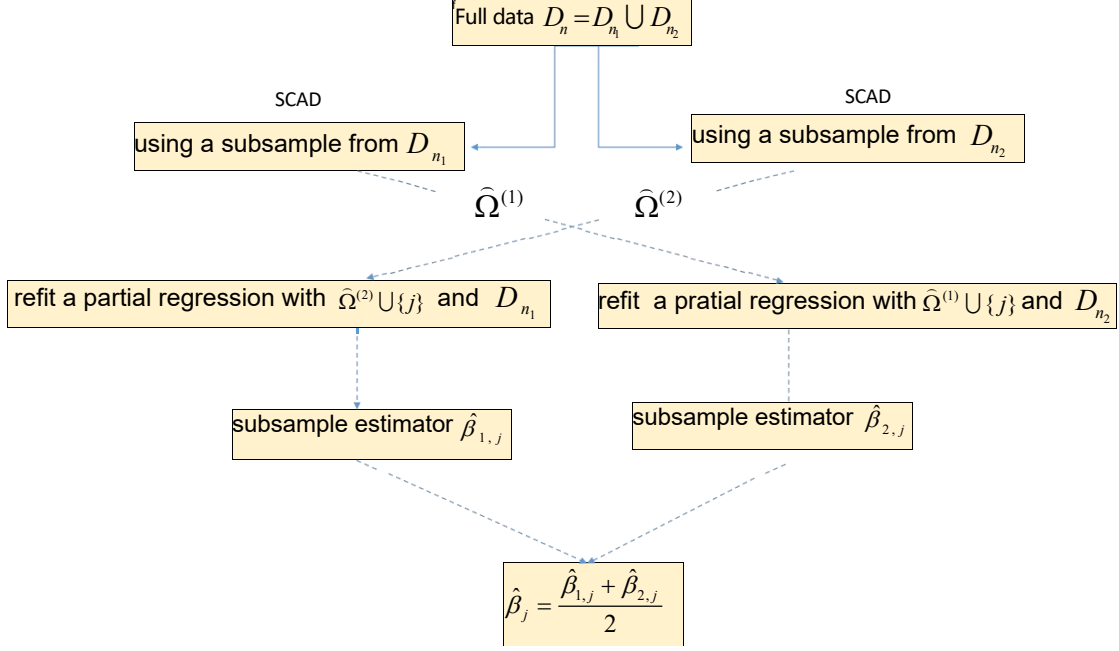 Full data D_n = D_{n_1} ⋃ D_{n_2}
SCAD
SCAD
using a subsample from D_{n_1}
using a subsample from D_{n_2}
Ω̂^{(1)}
Ω̂^{(2)}
refit a partial regression with Ω̂^{(2)} ⋃ {j} and D_{n_1}
refit a pratial regression with Ω̂^{(1)} ⋃ {j} and D_{n_2}
subsample estimator β̂_{1,j}
subsample estimator β̂_{2,j}
β̂_j = \frac{β̂_{1,j} + β̂_{2,j}}{2}